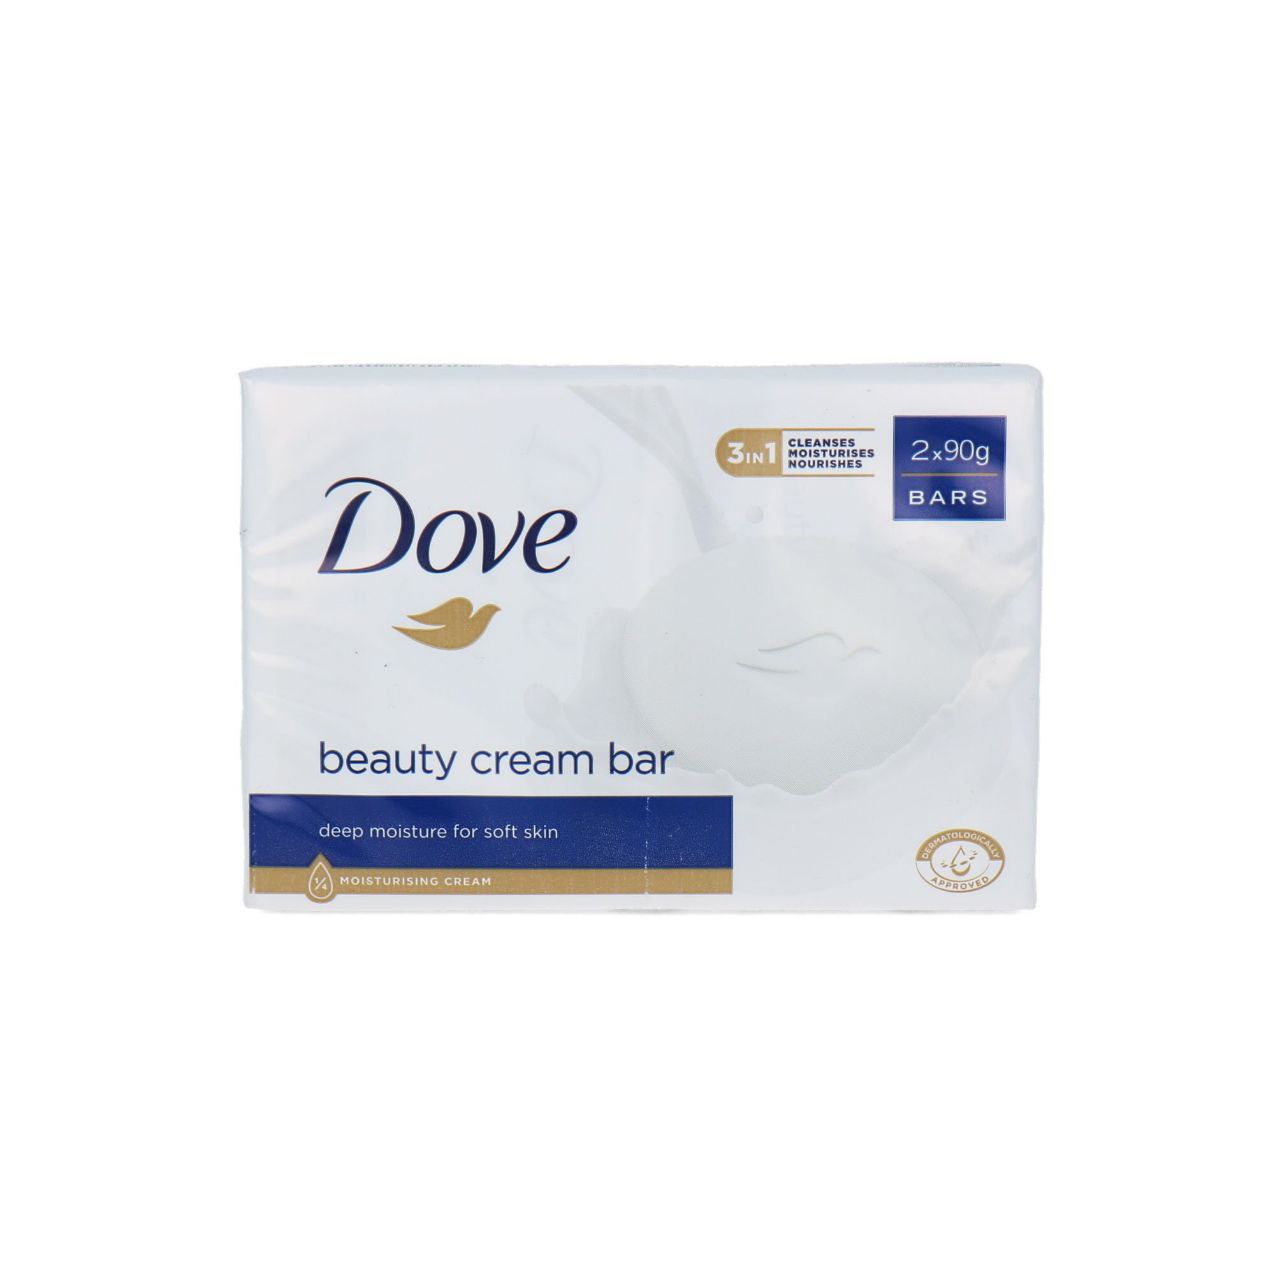 3IN1
CLEANSES
MOISTURISES
NOURISHES
2x90g
BARS
Dove
beauty cream bar
deep moisture for soft skin
1/4 MOISTURISING CREAM
DERMATOLOGICALLY
APPROVED